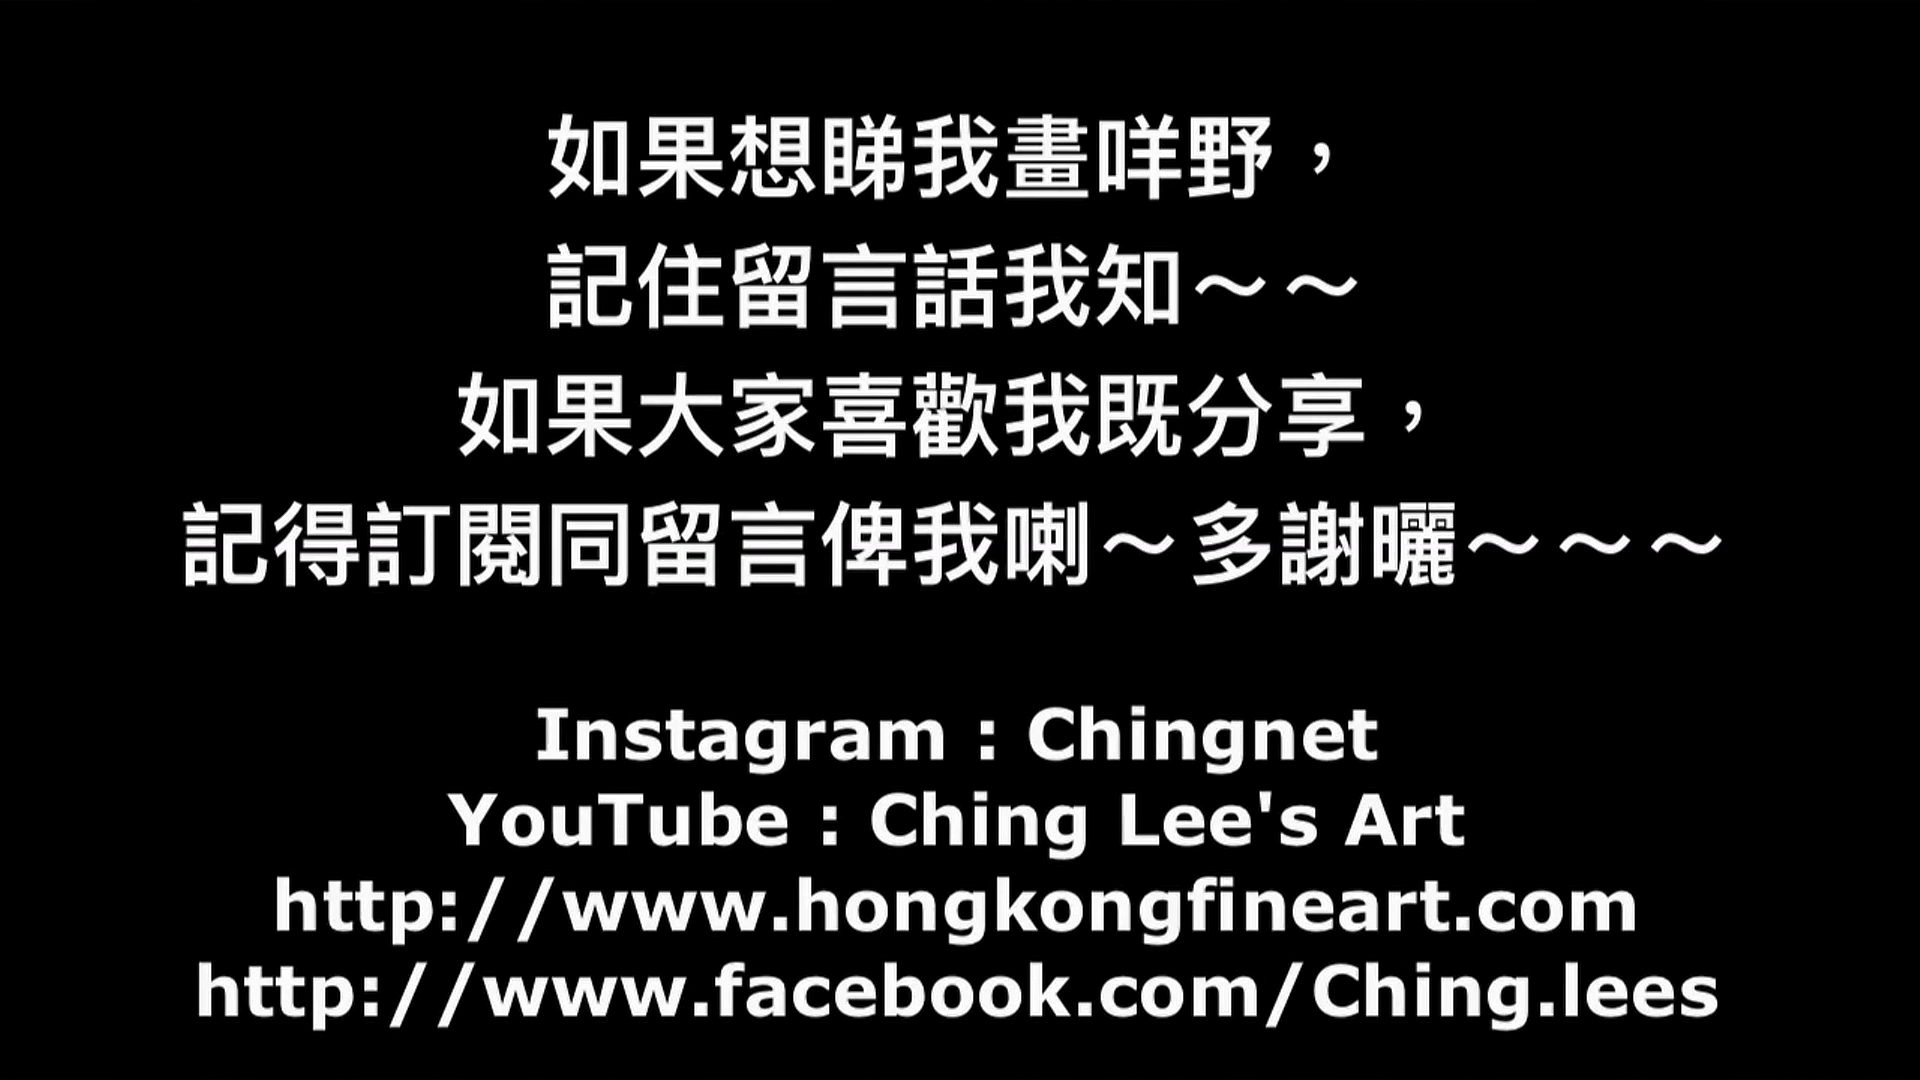 如果想睇我畫咩野，
記住留言話我知～～
如果大家喜歡我既分享，
記得訂閱同留言俾我喇～多謝曬～～～
Instagram : Chingnet
YouTube : Ching Lee's Art
http://www.hongkongfineart.com
http://www.facebook.com/Ching.lees